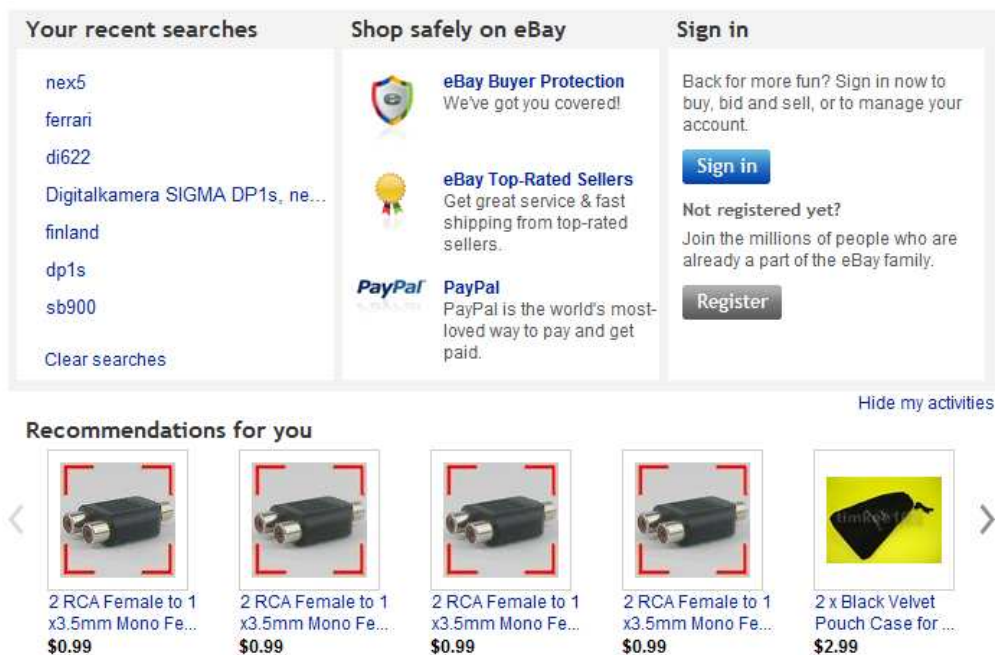 Your recent searches
nex5
ferrari
di622
Digitalkamera SIGMA DP1s, ne...
finland
dp1s
sb900
Clear searches
Shop safely on eBay
eBay Buyer Protection
We've got you covered!
eBay Top-Rated Sellers
Get great service & fast
shipping from top-rated
sellers.
PayPal
PayPal
PayPal is the world's most-
loved way to pay and get
paid.
Sign in
Back for more fun? Sign in now to
buy, bid and sell, or to manage your
account.
Sign in
Not registered yet?
Join the millions of people who are
already a part of the eBay family.
Register
Hide my activities
Recommendations for you
2 RCA Female to 1
x3.5mm Mono Fe...
$0.99
2 RCA Female to 1
x3.5mm Mono Fe...
$0.99
2 RCA Female to 1
x3.5mm Mono Fe...
$0.99
2 RCA Female to 1
x3.5mm Mono Fe...
$0.99
2 x Black Velvet
Pouch Case for ...
$2.99